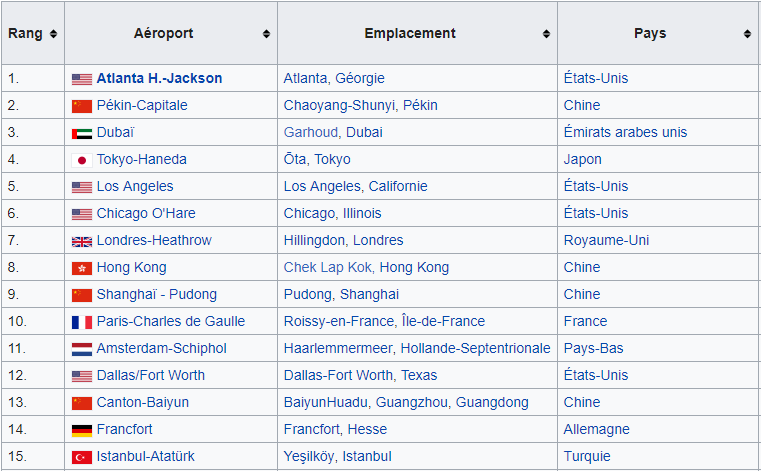 Rang Aéroport Emplacement Pays
1. Atlanta H.-Jackson Atlanta, Géorgie États-Unis
2. Pékin-Capitale Chaoyang-Shunyi, Pékin Chine
3. Dubaï Garhoud, Dubai Émirats arabes unis
4. Tokyo-Haneda Ōta, Tokyo Japon
5. Los Angeles Los Angeles, Californie États-Unis
6. Chicago O'Hare Chicago, Illinois États-Unis
7. Londres-Heathrow Hillingdon, Londres Royaume-Uni
8. Hong Kong Chek Lap Kok, Hong Kong Chine
9. Shanghaï - Pudong Pudong, Shanghai Chine
10. Paris-Charles de Gaulle Roissy-en-France, Île-de-France France
11. Amsterdam-Schiphol Haarlemmermeer, Hollande-Septentrionale Pays-Bas
12. Dallas/Fort Worth Dallas-Fort Worth, Texas États-Unis
13. Canton-Baiyun BaiyunHuadu, Guangzhou, Guangdong Chine
14. Francfort Francfort, Hesse Allemagne
15. Istanbul-Atatürk Yeşilköy, Istanbul Turquie